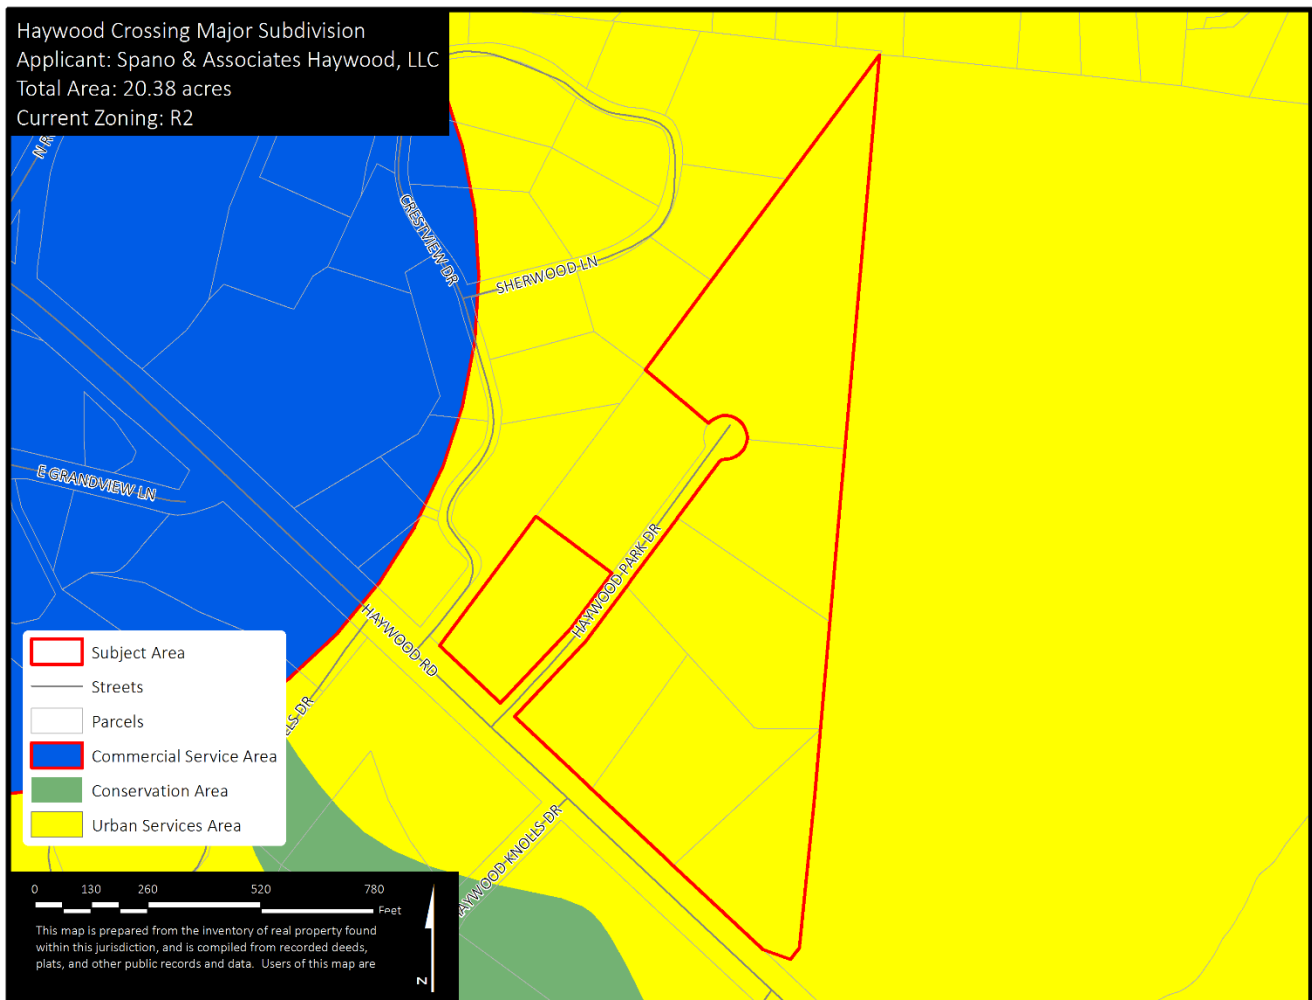 Haywood Crossing Major Subdivision
Applicant: Spano & Associates Haywood, LLC
Total Area: 20.38 acres
Current Zoning: R2
N R
CRESTVIEW DR
SHERWOOD LN
E GRANDVIEW LN
HAYWOOD-PARK-DR
HAYWOOD-RD
LLS-DR
HAYWOOD-KNOLLS-DR
Subject Area
Streets
Parcels
Commercial Service Area
Conservation Area
Urban Services Area
0 130 260 520 780
Feet
This map is prepared from the inventory of real property found
within this jurisdiction, and is compiled from recorded deeds,
plats, and other public records and data. Users of this map are
N